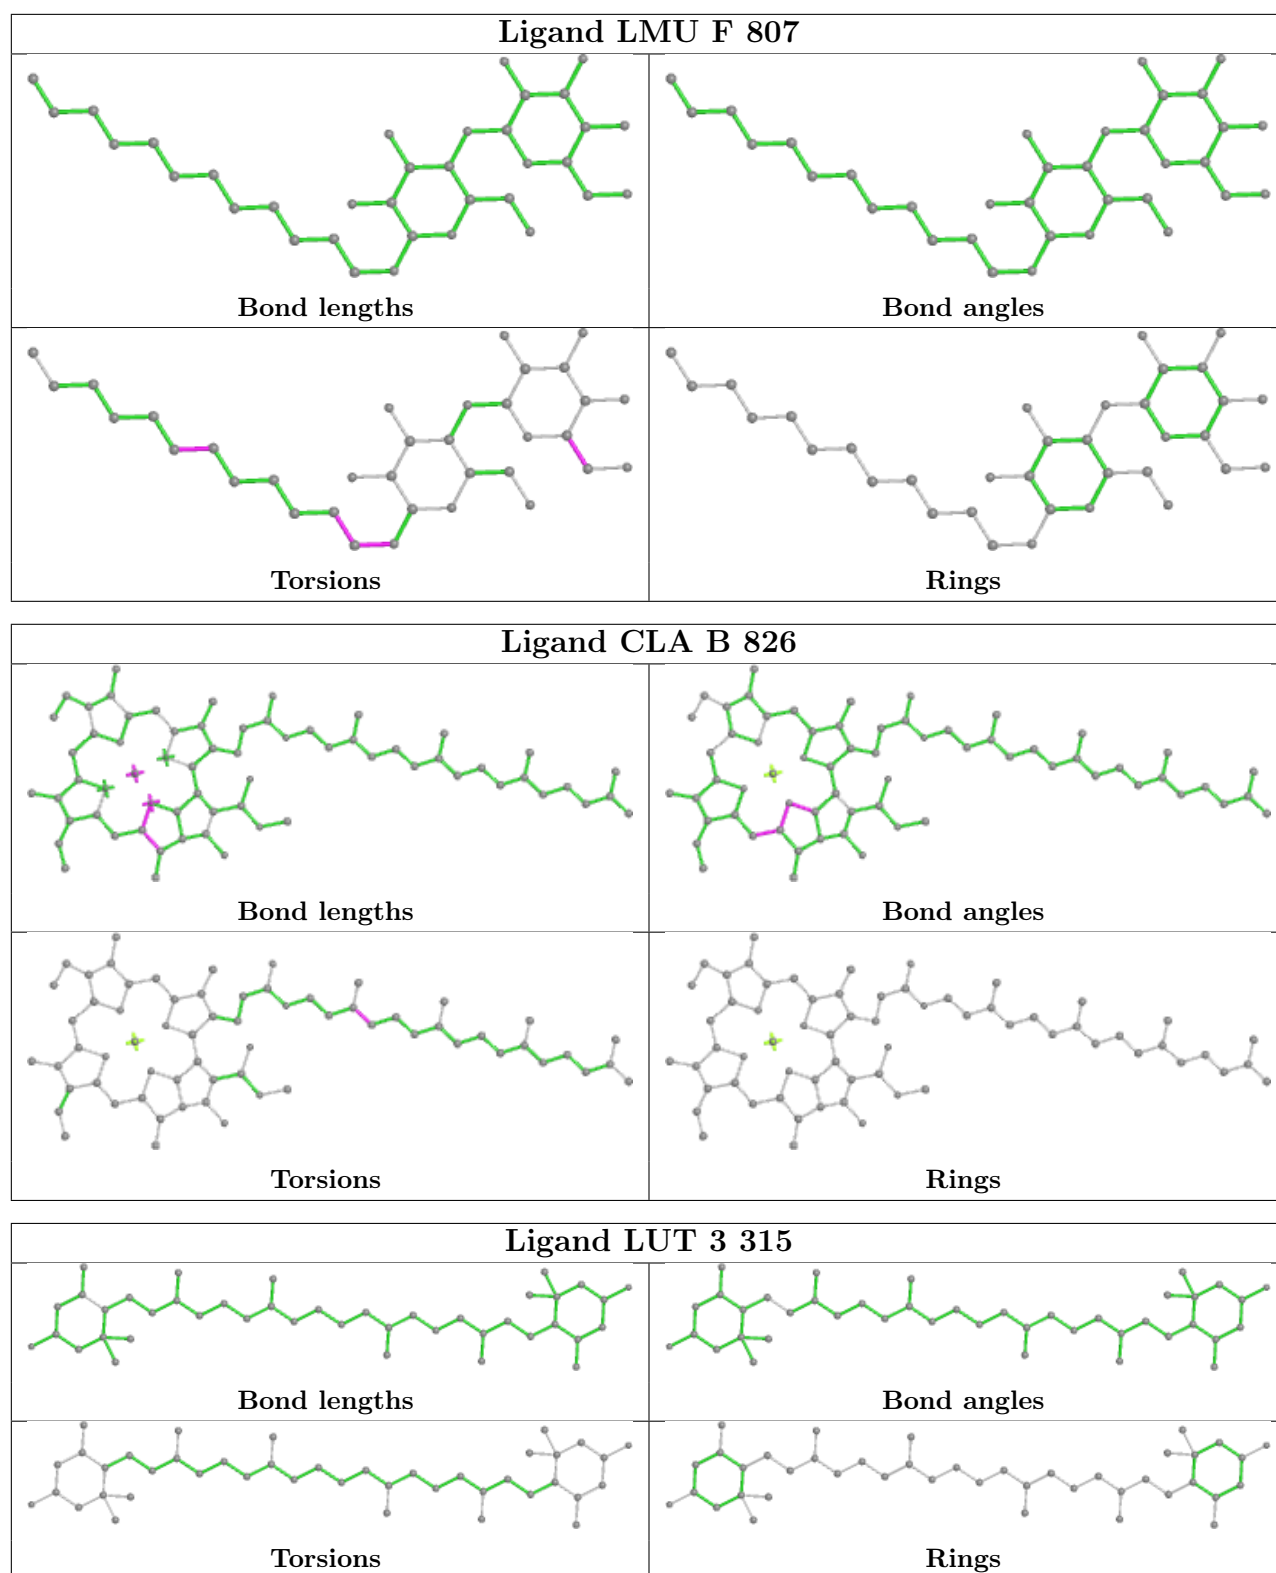 Ligand LMU F 807
Bond lengths
Bond angles
Torsions
Rings
Ligand CLA B 826
Bond lengths
Bond angles
Torsions
Rings
Ligand LUT 3 315
Bond lengths
Bond angles
Torsions
Rings